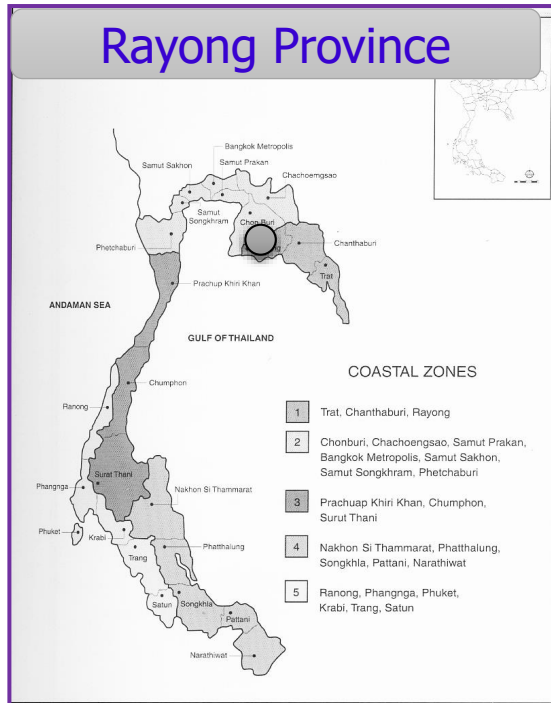 Rayong Province
Bangkok Metropolis
Samut Prakan
Samut Sakhon
Chachoemgsao
Samut
Songkhram
Chon Buri
Phetchaburi
Chanthaburi
Trat
Prachup Khiri Khan
ANDAMAN SEA
GULF OF THAILAND
Chumphon
Ranong
Surat Thani
Phangnga
Nakhon Si Thammarat
Phuket
Krabi
Trang
Phatthalung
Satun
Songkhla
Pattani
Narathiwat
COASTAL ZONES
1 Trat, Chanthaburi, Rayong
2 Chonburi, Chachoengsao, Samut Prakan,
Bangkok Metropolis, Samut Sakhon,
Samut Songkhram, Phetchaburi
3 Prachuap Khiri Khan, Chumphon,
Surut Thani
4 Nakhon Si Thammarat, Phatthalung,
Songkhla, Pattani, Narathiwat
5 Ranong, Phangnga, Phuket,
Krabi, Trang, Satun